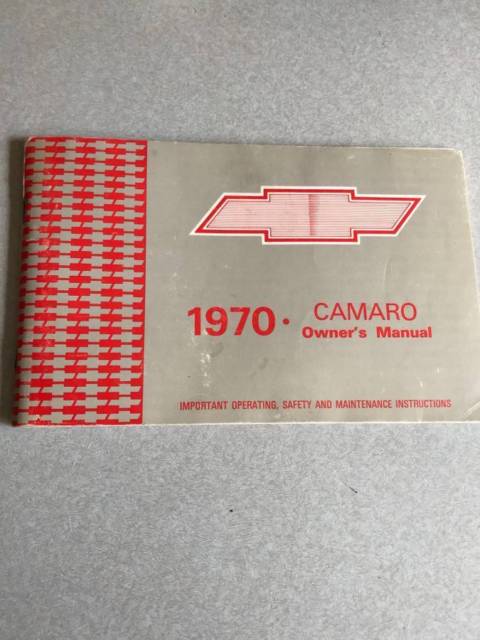 1970 • CAMARO
Owner's Manual
IMPORTANT OPERATING, SAFETY AND MAINTENANCE INSTRUCTIONS